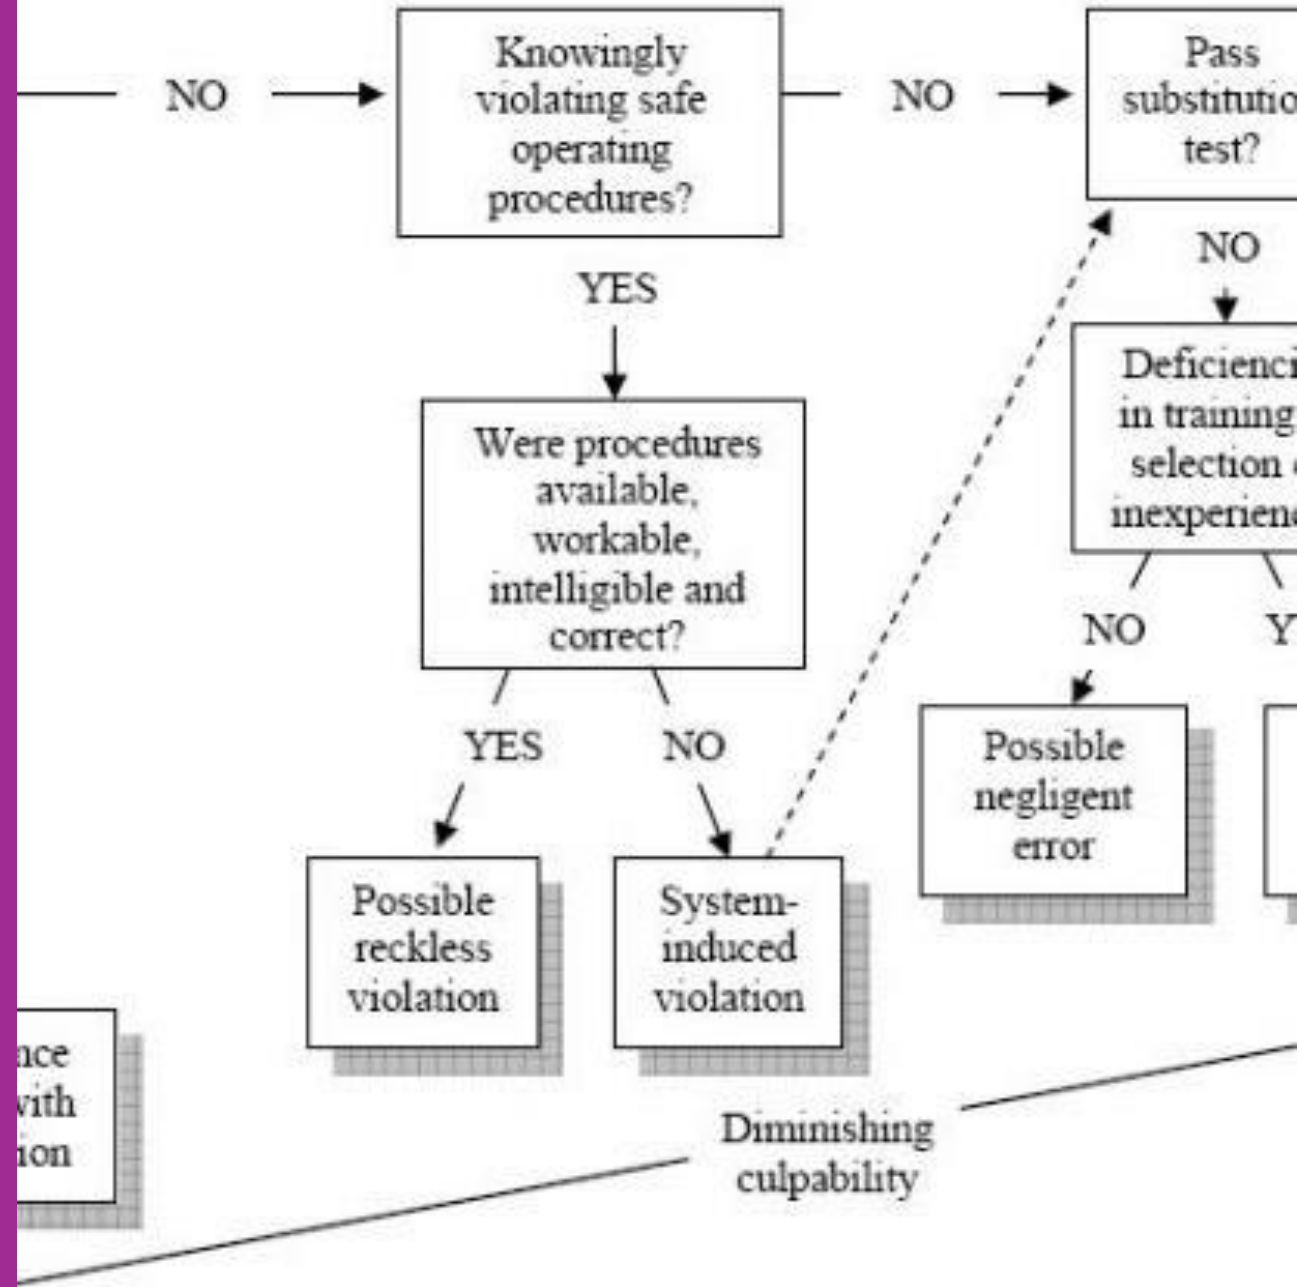 NO
Knowingly
violating safe
operating
procedures?
NO
Pass
test?
YES
NO
Were procedures
available,
workable,
intelligible and
correct?
in training
selection
NO
YES
NO
Possible
negligent
error
Possible
reckless
violation
System-
induced
violation
Diminishing
culpability